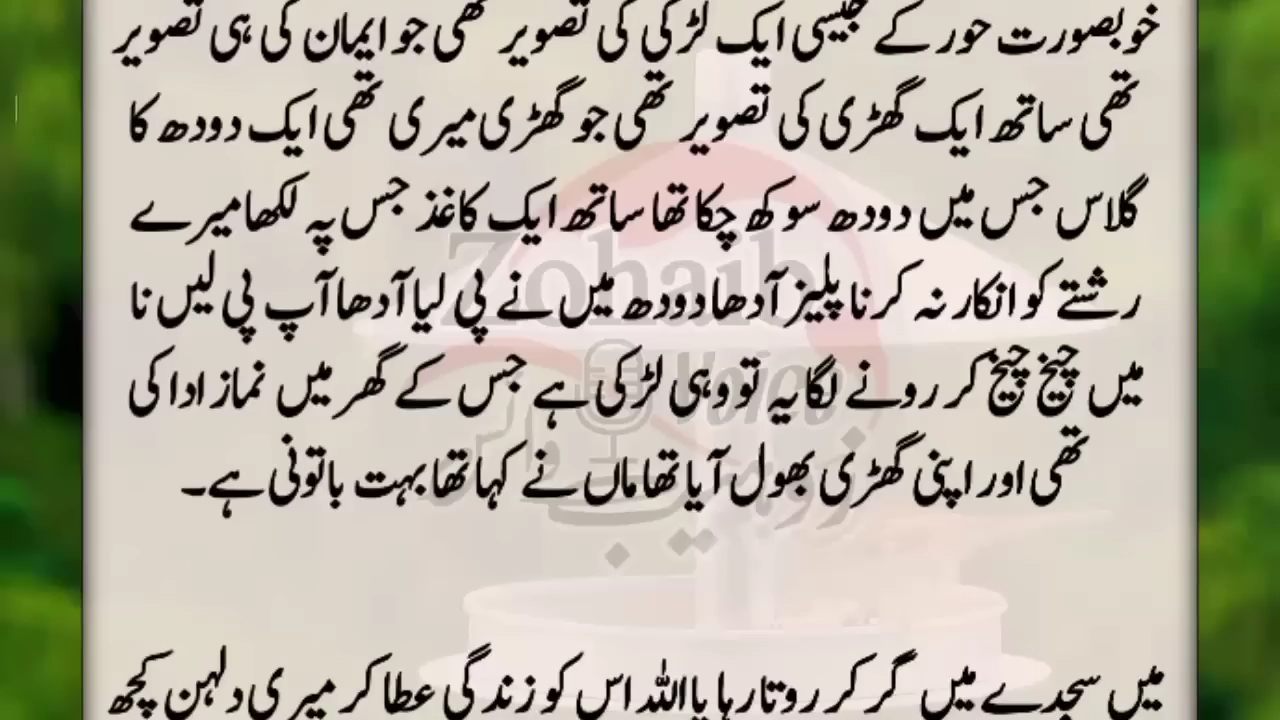 خوبصورت حور کے جیسی ایک لڑکی کی تصویر تھی جو ایمان کی ہی تصویر
تھی ساتھ ایک گھڑی کی تصویر تھی جو گھڑی میری تھی ایک دودھ کا
گلاس جس میں دودھ سوکھ چکا تھا ساتھ ایک کاغذ جس پہ لکھا میرے
رشتے کو انکار نہ کرنا پلیز آدھا دودھ میں نے پی لیا آدھا آپ پی لیں نا
میں چیخ چیخ کر رونے لگا یہ تو وہی لڑکی ہے جس کے گھر میں نماز ادا کی
تھی اور اپنی گھڑی بھول آیا تھا ماں نے کہا تھا بہت باتونی ہے۔
میں سجدے میں گر کر روتا رہا یا اللہ اس کو زندگی عطا کر میری دلہن کچھ
Zohaib
Voice
زوہیب وائس